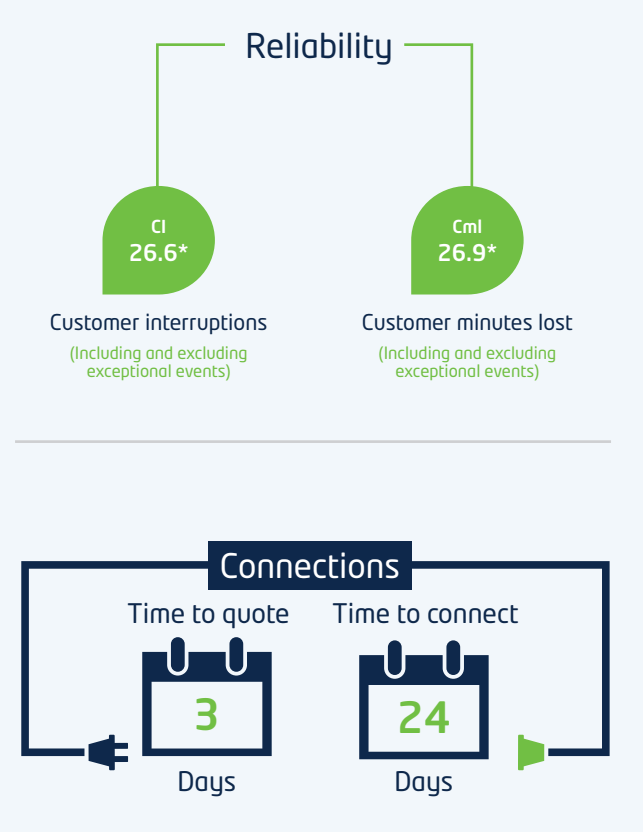 Reliability
CI
26.6*
Cml
26.9*
Customer interruptions
(Including and excluding
exceptional events)
Customer minutes lost
(Including and excluding
exceptional events)
Connections
Time to quote
3
Days
Time to connect
24
Days